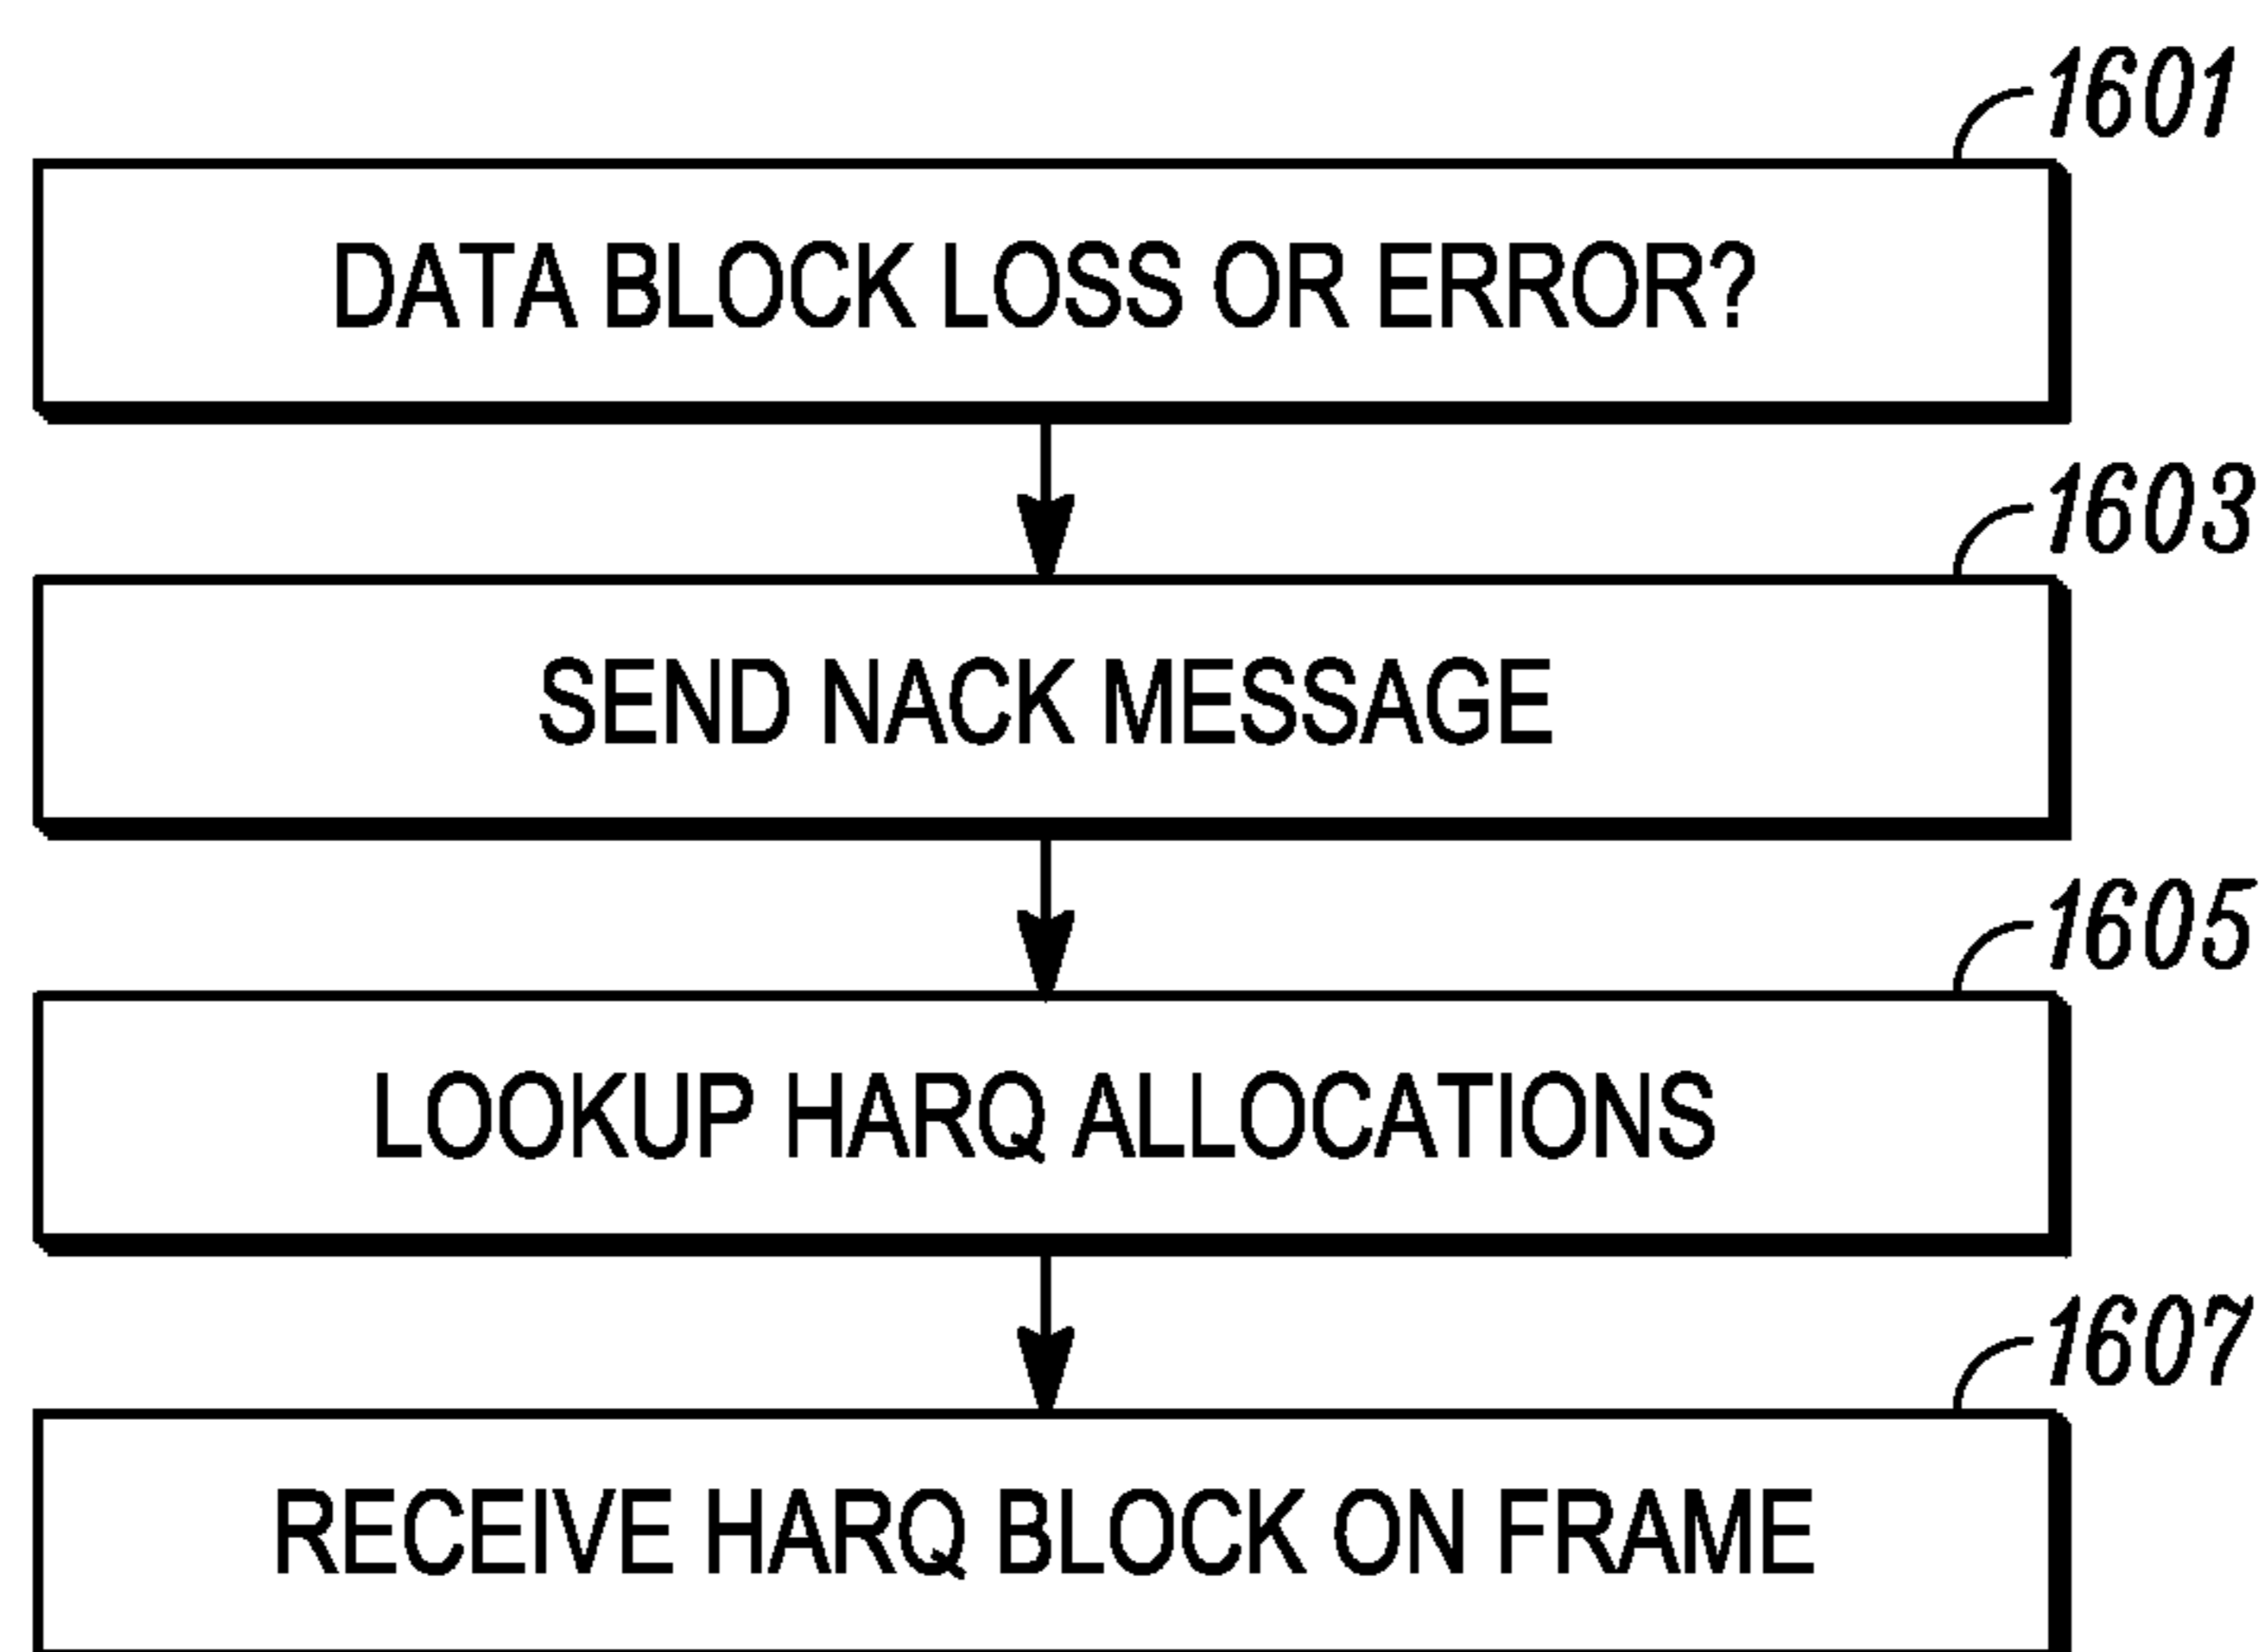 1601
DATA BLOCK LOSS OR ERROR?
1603
SEND NACK MESSAGE
1605
LOOKUP HARQ ALLOCATIONS
1607
RECEIVE HARQ BLOCK ON FRAME